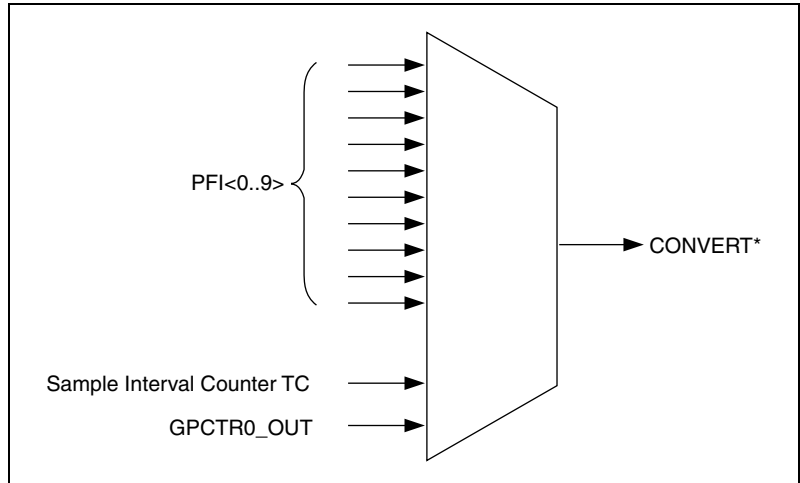 PFI<0..9>
CONVERT*
Sample Interval Counter TC
GPCTR0_OUT